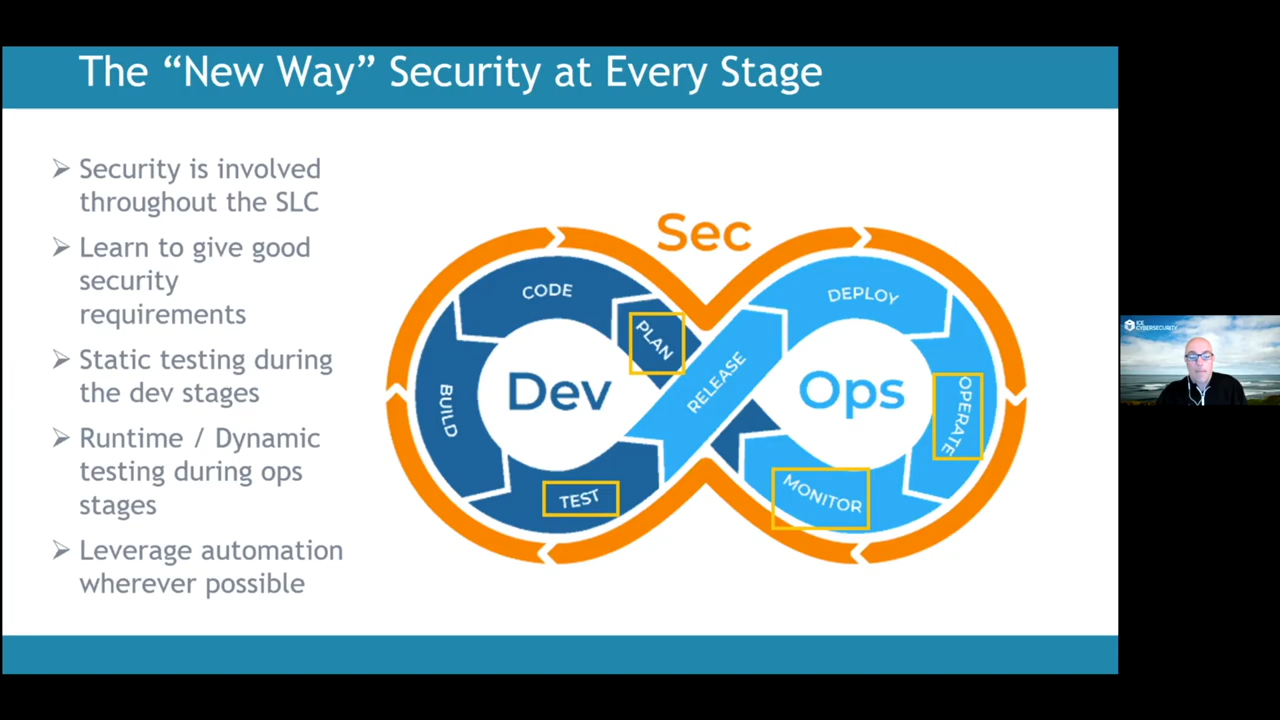 The “New Way” Security at Every Stage
➢ Security is involved
throughout the SLC
➢ Learn to give good
security
requirements
➢ Static testing during
the dev stages
➢ Runtime / Dynamic
testing during ops
stages
➢ Leverage automation
wherever possible
Sec
CODE
PLAN
BUILD
Dev
TEST
RELEASE
DEPLOY
Ops
OPERATE
MONITOR
ICE
CYBERSECURITY